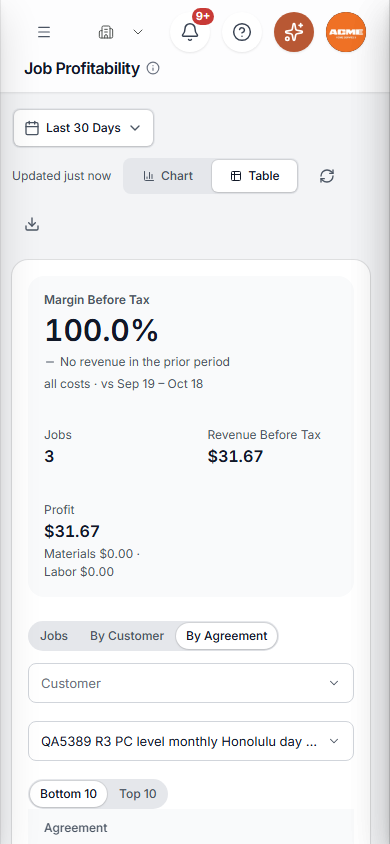 9+
ACME
Job Profitability
Last 30 Days
Updated just now
Chart
Table
Margin Before Tax
100.0%
– No revenue in the prior period
all costs · vs Sep 19 – Oct 18
Jobs
Revenue Before Tax
3
$31.67
Profit
$31.67
Materials $0.00 ·
Labor $0.00
Jobs
By Customer
By Agreement
Customer
QA5389 R3 PC level monthly Honolulu day ...
Bottom 10
Top 10
Agreement